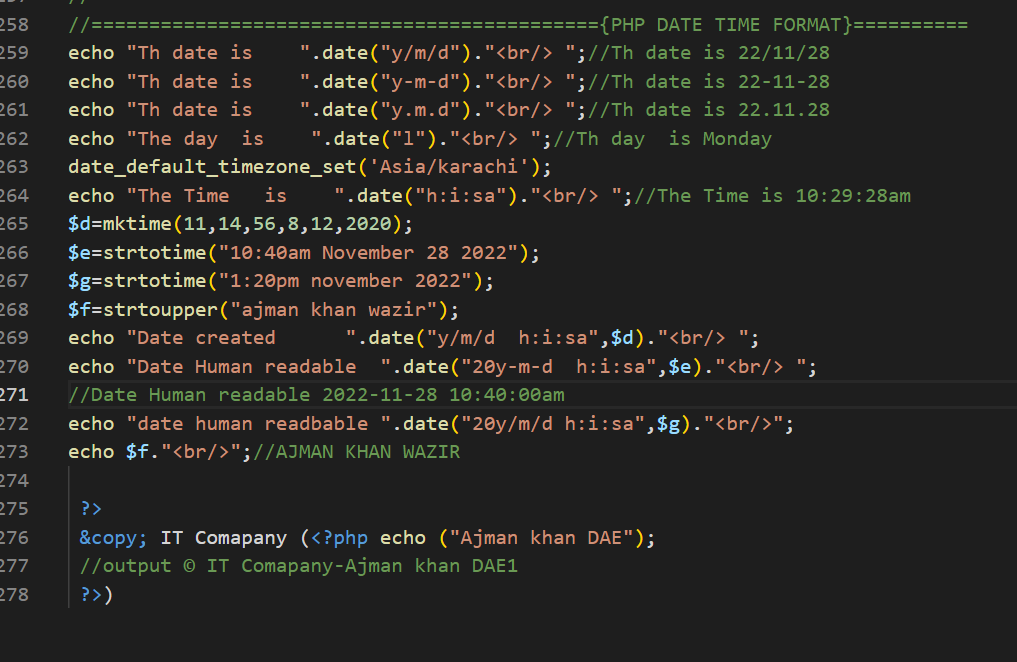 //
258 //============================================{PHP DATE TIME FORMAT}==========
259 echo "Th date is    ".date("y/m/d")."<br/> ";//Th date is 22/11/28
260 echo "Th date is    ".date("y-m-d")."<br/> ";//Th date is 22-11-28
261 echo "Th date is    ".date("y.m.d")."<br/> ";//Th date is 22.11.28
262 echo "The day  is    ".date("l")."<br/> ";//Th day  is Monday
263 date_default_timezone_set('Asia/karachi');
264 echo "The Time   is    ".date("h:i:sa")."<br/> ";//The Time is 10:29:28am
265 $d=mktime(11,14,56,8,12,2020);
266 $e=strtotime("10:40am November 28 2022");
267 $g=strtotime("1:20pm november 2022");
268 $f=strtoupper("ajman khan wazir");
269 echo "Date created      ".date("y/m/d  h:i:sa",$d)."<br/> ";
270 echo "Date Human readable  ".date("20y-m-d  h:i:sa",$e)."<br/> ";
271 //Date Human readable 2022-11-28 10:40:00am
272 echo "date human readbable ".date("20y/m/d h:i:sa",$g)."<br/>";
273 echo $f."<br/>";//AJMAN KHAN WAZIR
274
275 ?>
276 &copy; IT Comapany (<?php echo ("Ajman khan DAE");
277 //output © IT Comapany-Ajman khan DAE1
278 ?>)